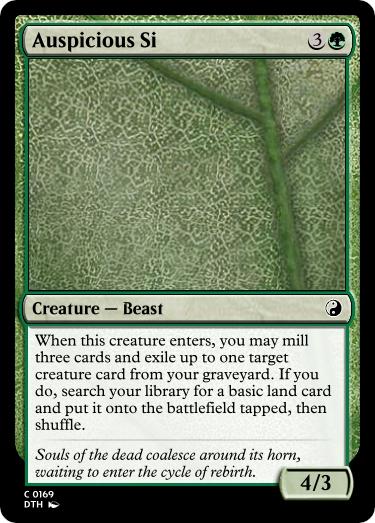 Auspicious Si 3
Creature — Beast
When this creature enters, you may mill
three cards and exile up to one target
creature card from your graveyard. If you
do, search your library for a basic land card
and put it onto the battlefield tapped, then
shuffle.
Souls of the dead coalesce around its horn,
waiting to enter the cycle of rebirth.
4/3
C 0169
DTH